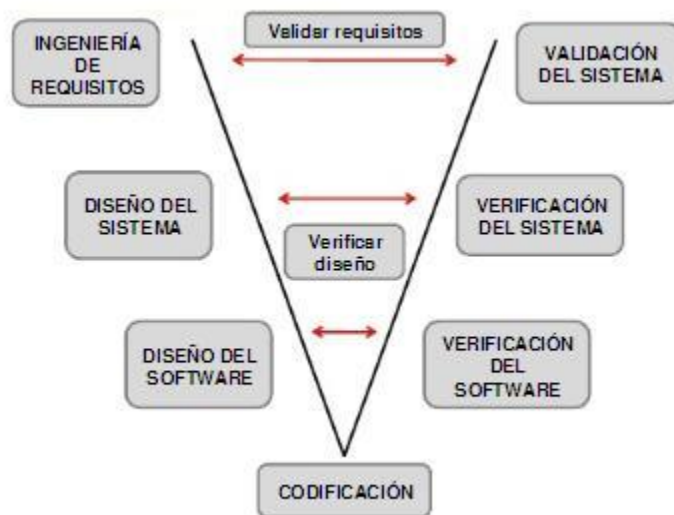 INGENIERÍA
DE
REQUISITOS
Validar requisitos
VALIDACIÓN
DEL SISTEMA
DISEÑO DEL
SISTEMA
Verificar
diseño
VERIFICACIÓN
DEL SISTEMA
DISEÑO DEL
SOFTWARE
VERIFICACIÓN
DEL
SOFTWARE
CODIFICACIÓN